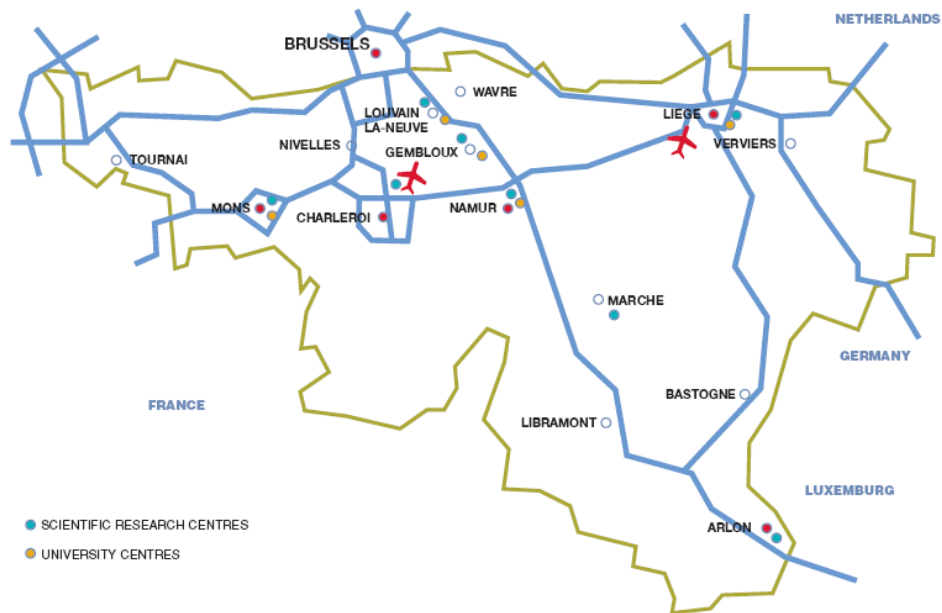 NETHERLANDS
BRUSSELS
WAVRE
LOUVAIN
LA-NEUVE
LIEGE
NIVELLES
GEMBLOUX
VERVIERS
TOURNAI
MONS
CHARLEROI
NAMUR
MARCHE
GERMANY
BASTOGNE
FRANCE
LIBRAMONT
LUXEMBURG
SCIENTIFIC RESEARCH CENTRES
ARLON
UNIVERSITY CENTRES